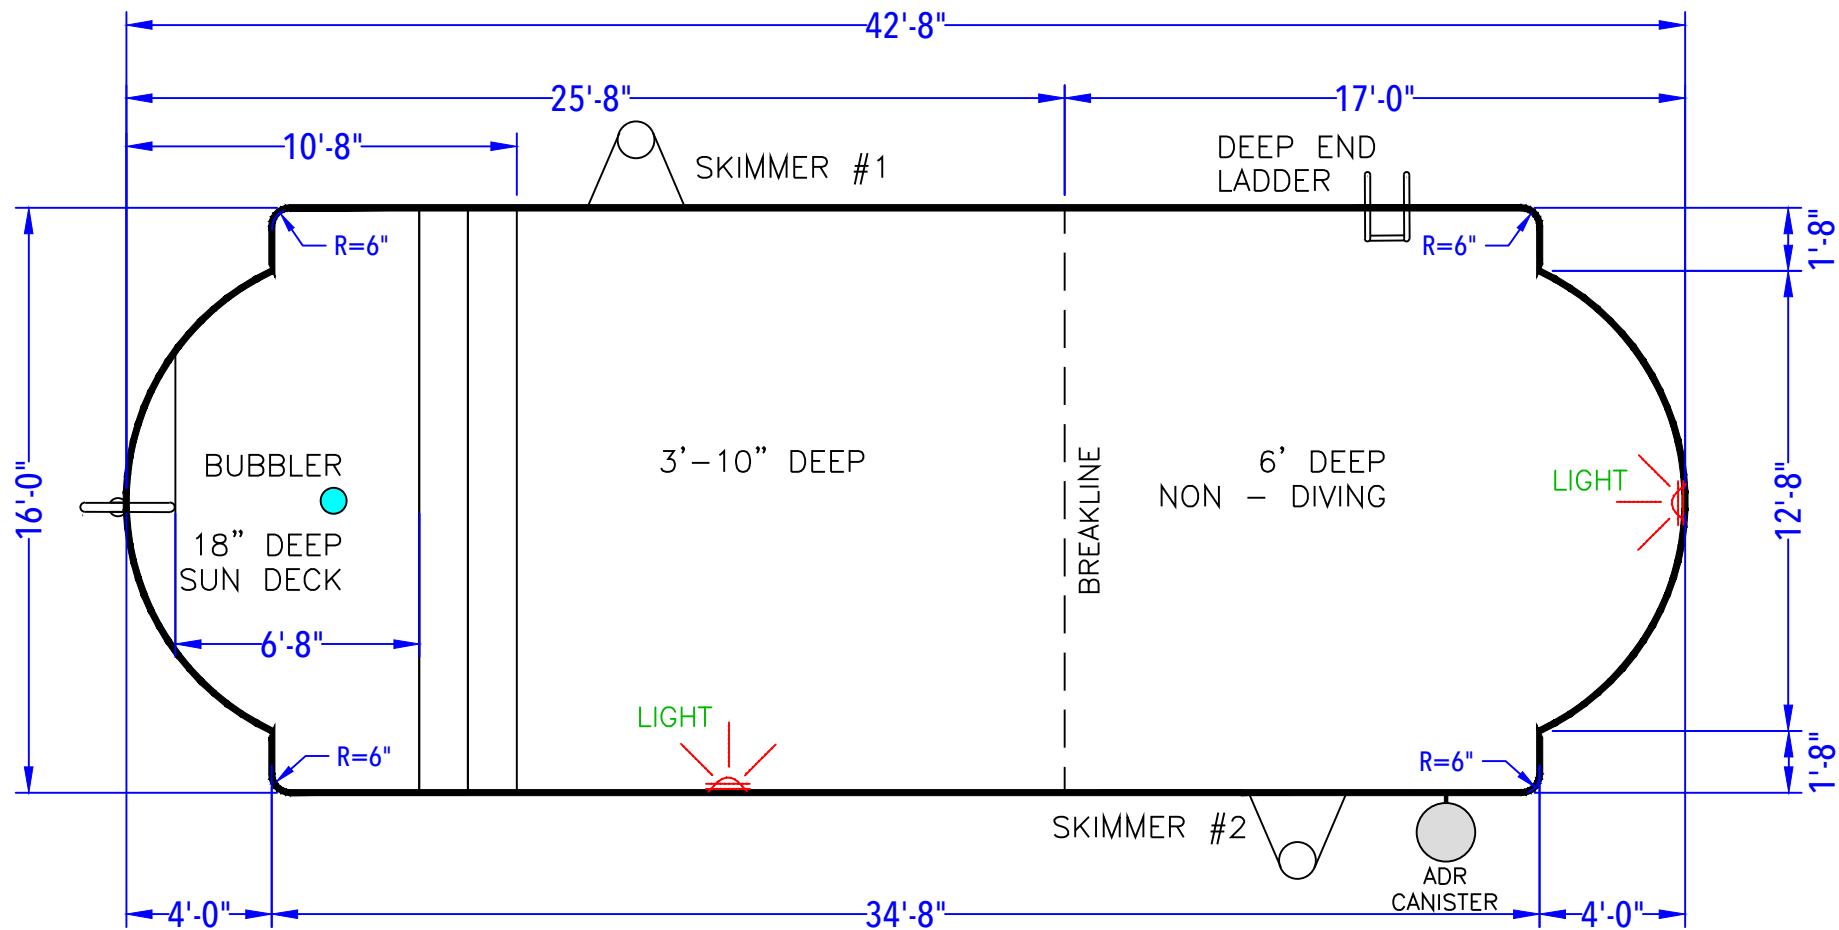 42'-8"
25'-8"
17'-0"
10'-8"
SKIMMER #1
DEEP END
LADDER
R=6"
R=6"
1'-8"
3'-10" DEEP
BREAKLINE
6' DEEP
NON - DIVING
BUBBLER
18" DEEP
SUN DECK
LIGHT
16'-0"
12'-8"
6'-8"
LIGHT
R=6"
R=6"
1'-8"
SKIMMER #2
ADR
CANISTER
4'-0"
34'-8"
4'-0"